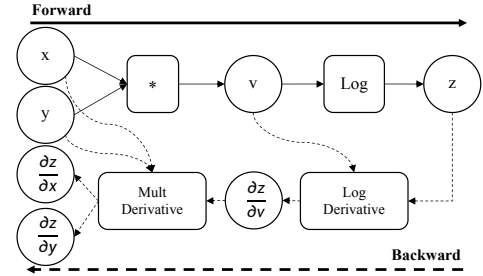 Forward
x
* v Log z
y
∂z
∂x
Mult
Derivative
∂z
∂v
Log
Derivative
∂z
∂y
Backward